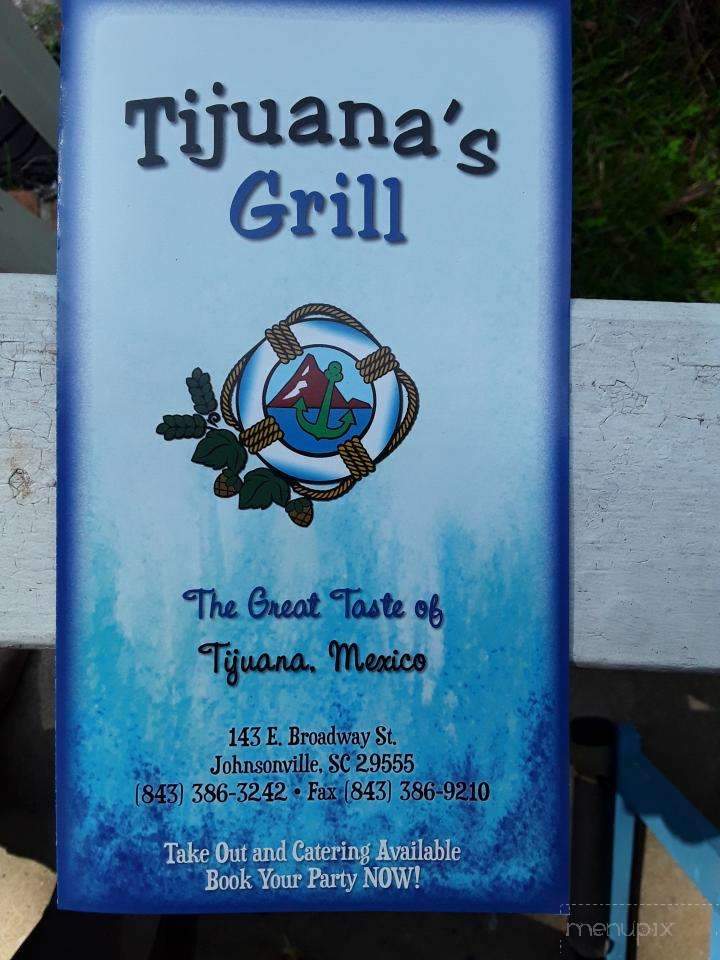 Tijuana's
Grill
The Great Taste of
Tijuana, Mexico
143 E. Broadway St.
Johnsonville, SC 29555
(843) 386-3242 • Fax (843) 386-9210
Take Out and Catering Available
Book Your Party NOW!
menupix